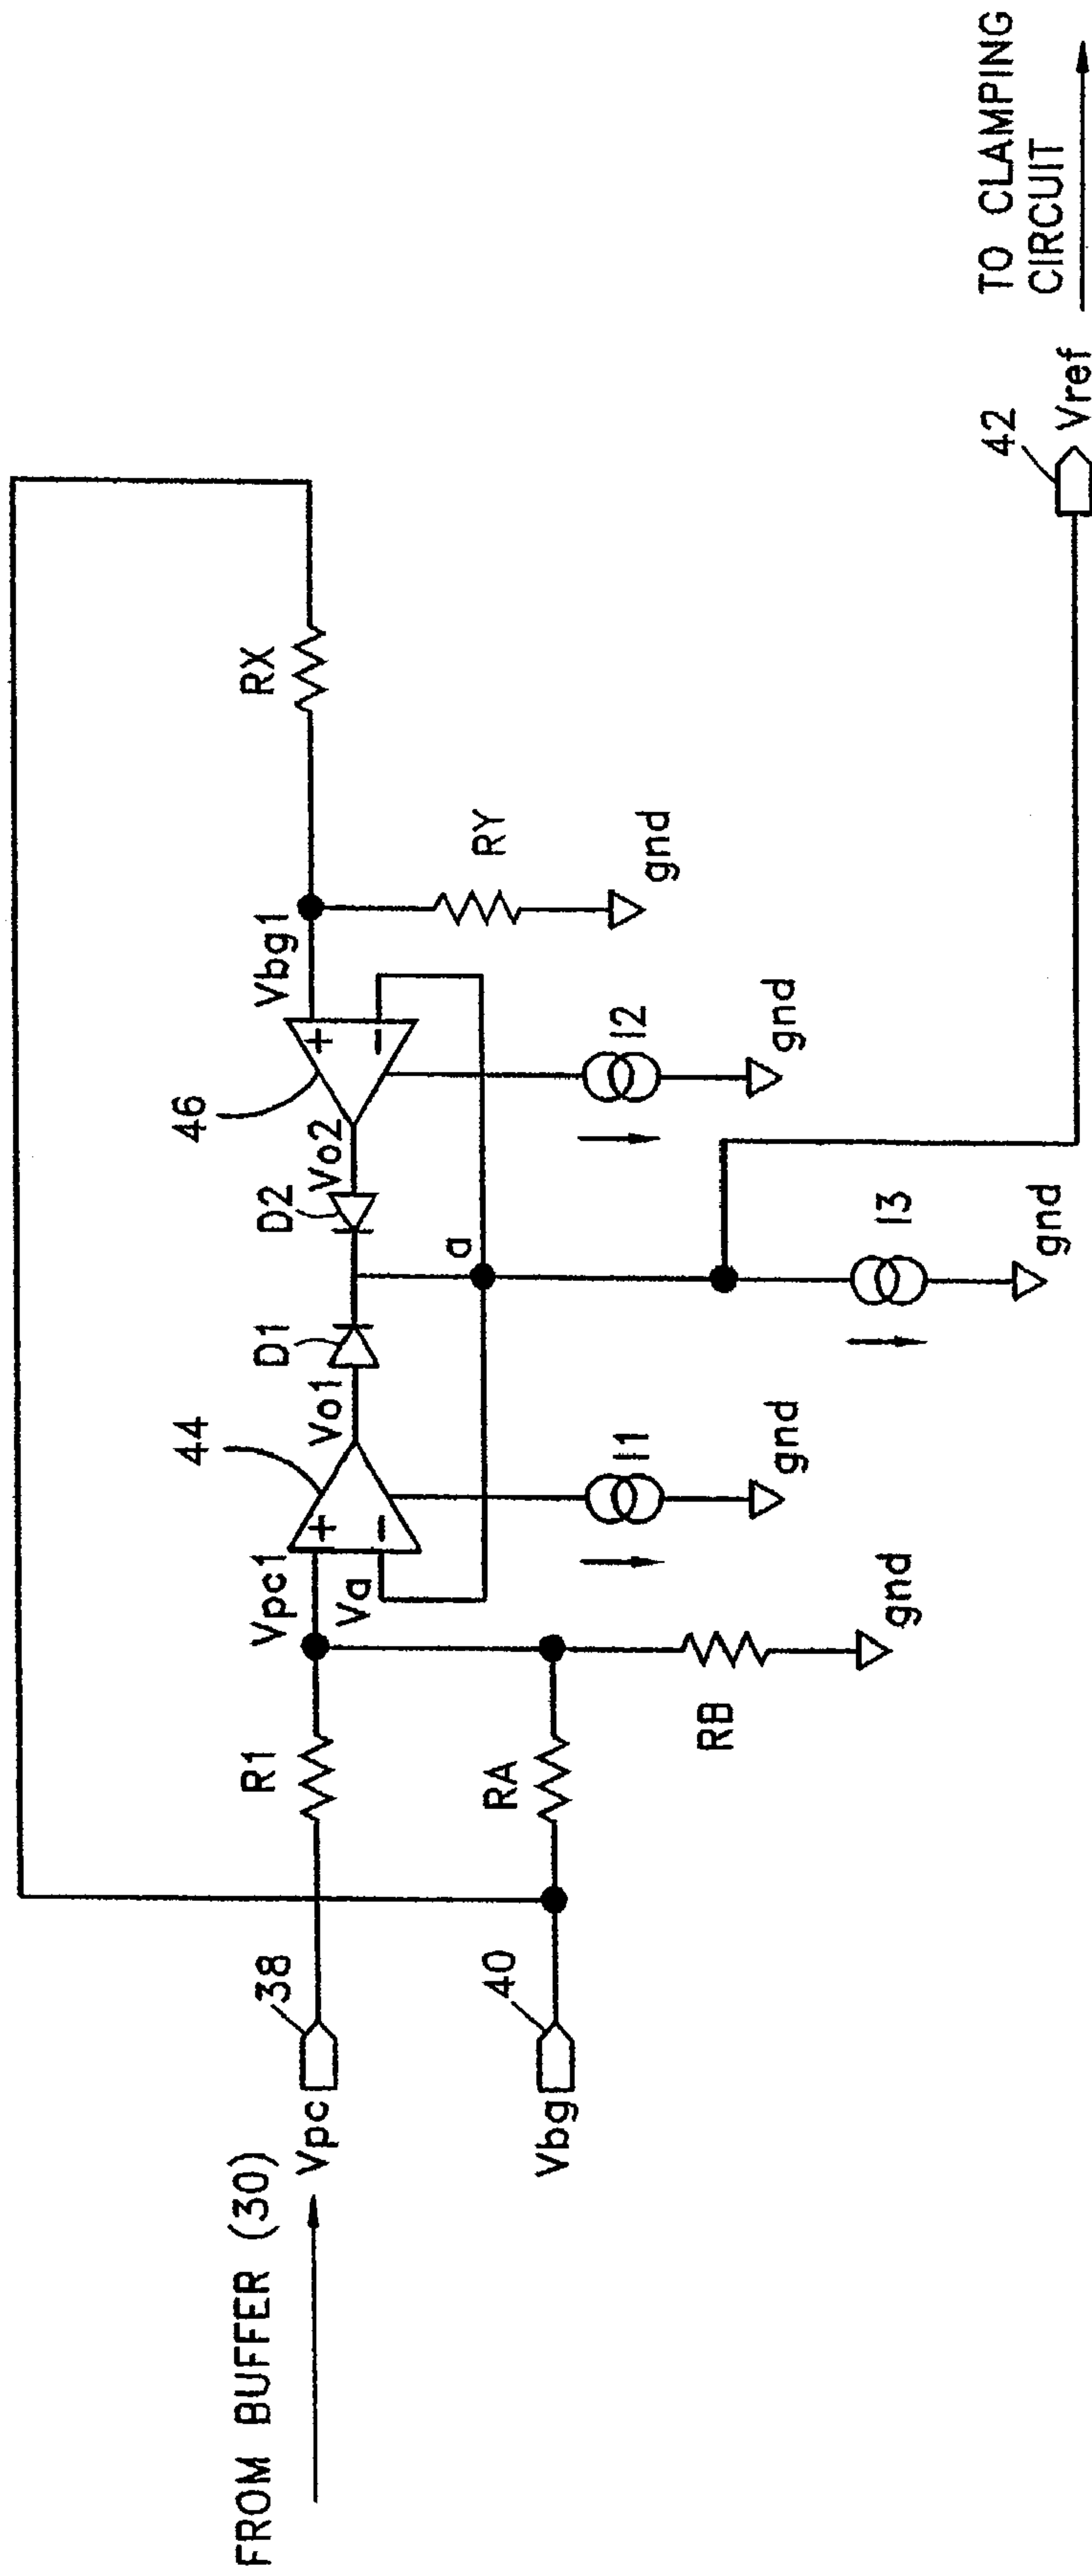 FROM BUFFER (30)
Vpc
38
R1
Vpc1
Va
44
Vo1
D1
D2
Vo2
46
Vbg1
RX
RY
gnd
a
I1
gnd
I2
gnd
I3
gnd
Vbg
40
RA
RB
gnd
42
Vref
TO CLAMPING
CIRCUIT